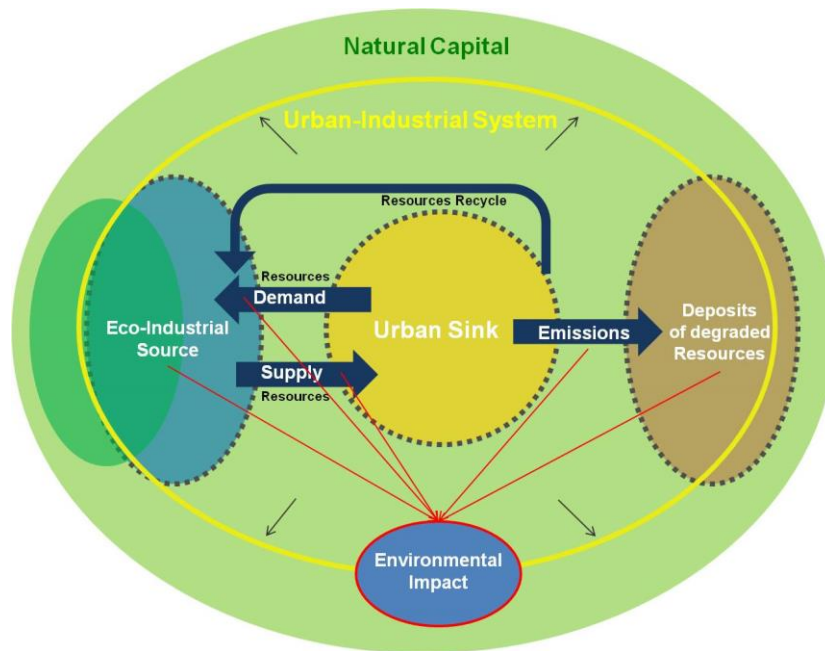 Natural Capital
Urban-Industrial System
Resources Recycle
Resources
Demand
Eco-Industrial
Source
Urban Sink
Emissions
Deposits
of degraded
Resources
Supply
Resources
Environmental
Impact